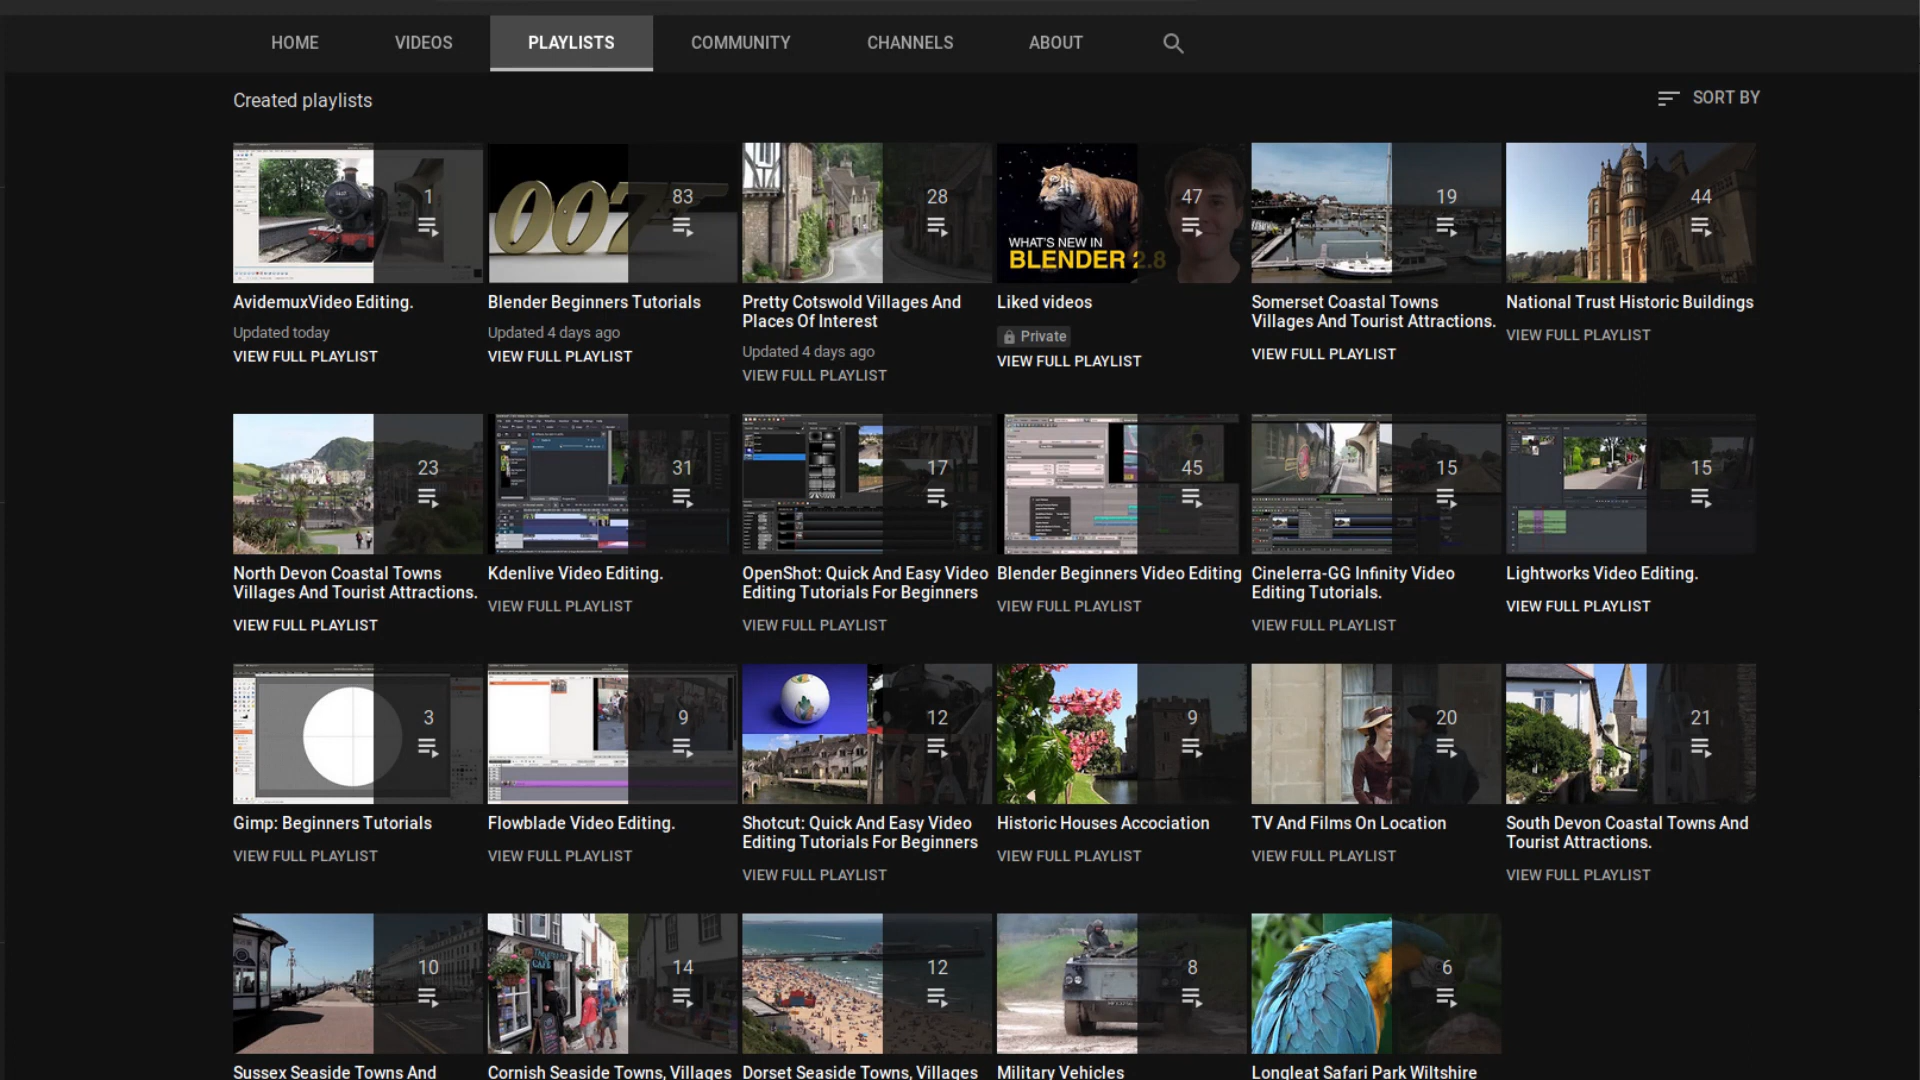 HOME VIDEOS PLAYLISTS COMMUNITY CHANNELS ABOUT
Created playlists SORT BY
1 83 28 47 19 44
007
WHAT'S NEW IN
BLENDER 2.8
AvidemuxVideo Editing. Blender Beginners Tutorials Pretty Cotswold Villages And Liked videos Somerset Coastal Towns National Trust Historic Buildings
Places Of Interest Villages And Tourist Attractions.
Updated today Updated 4 days ago Private VIEW FULL PLAYLIST
VIEW FULL PLAYLIST VIEW FULL PLAYLIST Updated 4 days ago VIEW FULL PLAYLIST VIEW FULL PLAYLIST
VIEW FULL PLAYLIST
23 31 17 45 15 15
North Devon Coastal Towns Kdenlive Video Editing. OpenShot: Quick And Easy Video Blender Beginners Video Editing Cinelerra-GG Infinity Video Lightworks Video Editing.
Villages And Tourist Attractions. Editing Tutorials For Beginners Editing Tutorials.
VIEW FULL PLAYLIST VIEW FULL PLAYLIST VIEW FULL PLAYLIST
VIEW FULL PLAYLIST VIEW FULL PLAYLIST VIEW FULL PLAYLIST
3 9 12 9 20 21
Gimp: Beginners Tutorials Flowblade Video Editing. Shotcut: Quick And Easy Video Historic Houses Accociation TV And Films On Location South Devon Coastal Towns And
Editing Tutorials For Beginners Tourist Attractions.
VIEW FULL PLAYLIST VIEW FULL PLAYLIST VIEW FULL PLAYLIST VIEW FULL PLAYLIST
VIEW FULL PLAYLIST VIEW FULL PLAYLIST
10 14 12 8 6
CAFE
Sussex Seaside Towns And Cornish Seaside Towns, Villages Dorset Seaside Towns, Villages Military Vehicles Longleat Safari Park Wiltshire